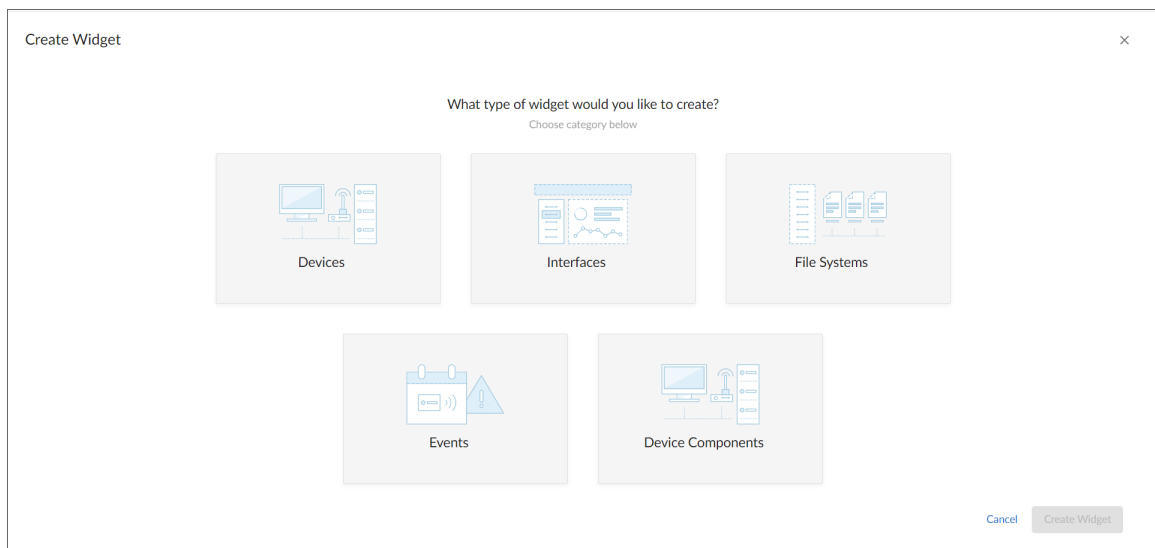 Create Widget
What type of widget would you like to create?
Choose category below
Devices
Interfaces
File Systems
Events
Device Components
Cancel
Create Widget